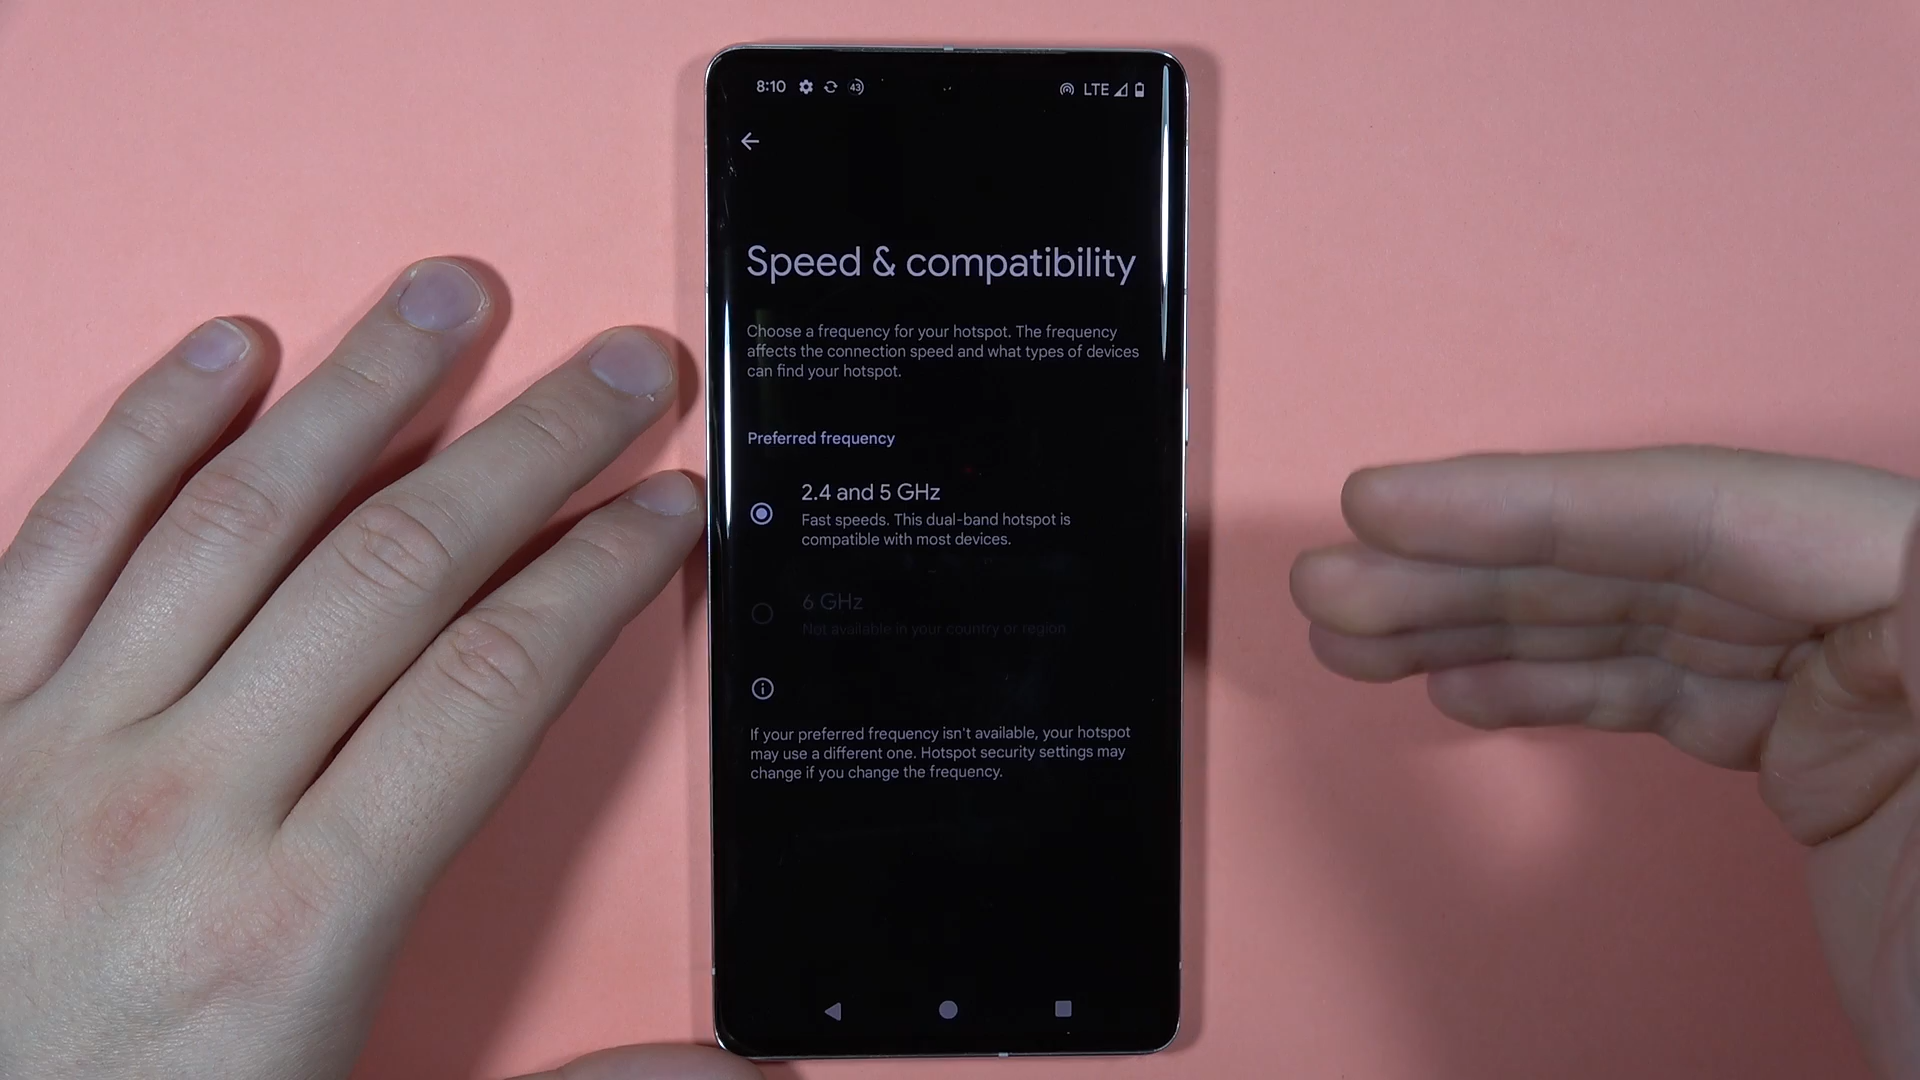 8:10 43 LTE
Speed & compatibility
Choose a frequency for your hotspot. The frequency
affects the connection speed and what types of devices
can find your hotspot.
Preferred frequency
2.4 and 5 GHz
Fast speeds. This dual-band hotspot is
compatible with most devices.
6 GHz
Not available in your country or region
If your preferred frequency isn't available, your hotspot
may use a different one. Hotspot security settings may
change if you change the frequency.